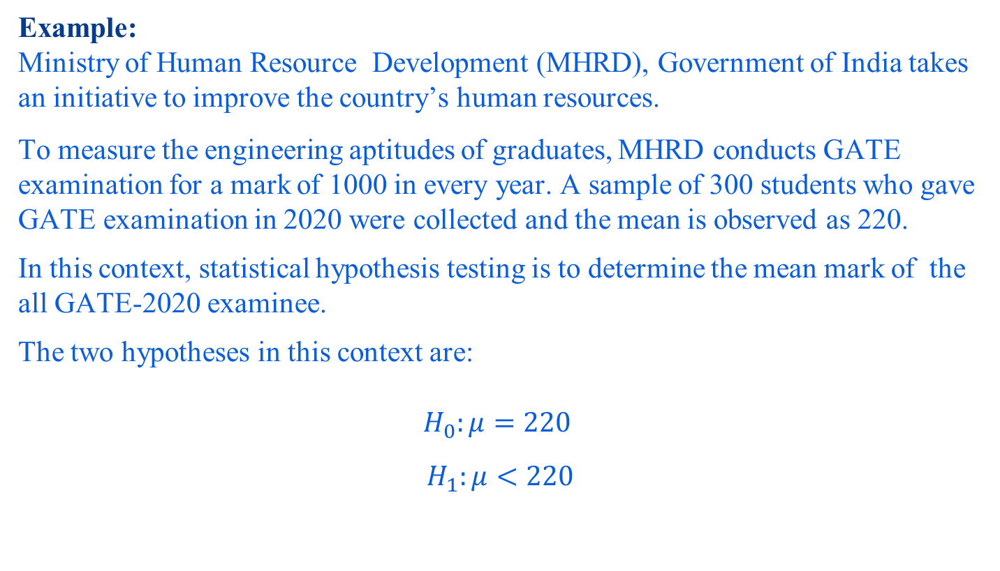 Example:
Ministry of Human Resource Development (MHRD), Government of India takes
an initiative to improve the country’s human resources.
To measure the engineering aptitudes of graduates, MHRD conducts GATE
examination for a mark of 1000 in every year. A sample of 300 students who gave
GATE examination in 2020 were collected and the mean is observed as 220.
In this context, statistical hypothesis testing is to determine the mean mark of the
all GATE-2020 examinee.
The two hypotheses in this context are:
𝐻₀: 𝜇 = 220
𝐻₁: 𝜇 < 220